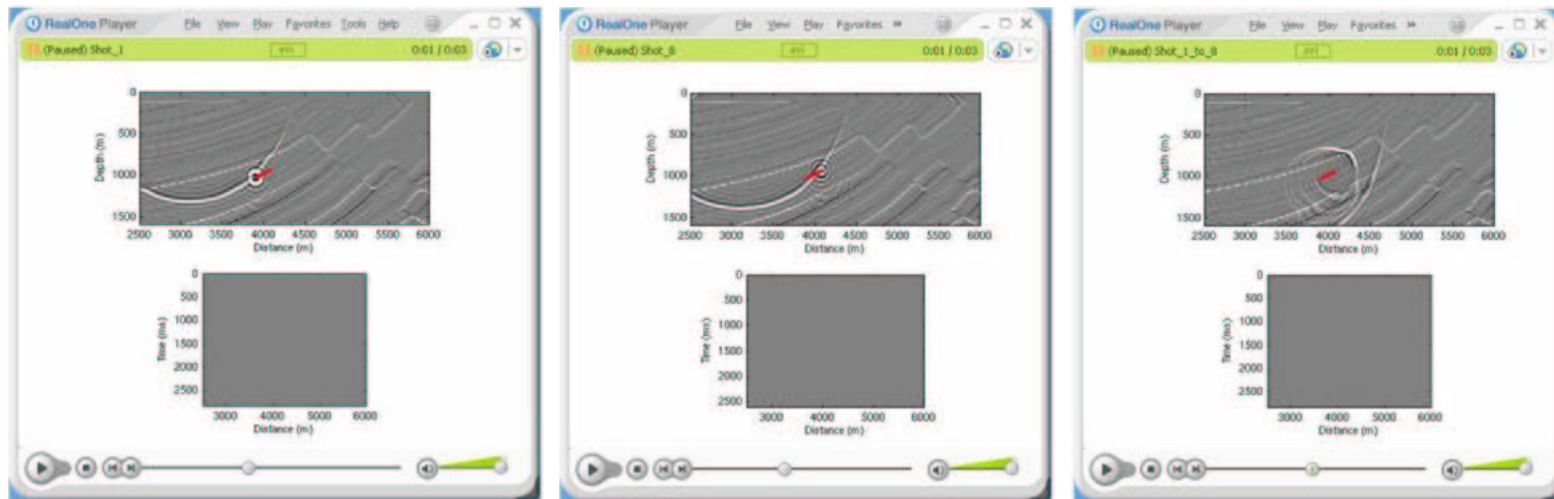 RealOne Player File View Play Favorites Tools Help
(Paused) Shot_1 avi 0:01 / 0:03
0
500
1000
1500
Depth (m)
2500 3000 3500 4000 4500 5000 5500 6000
Distance (m)
0
500
1000
1500
2000
2500
Time (ms)
3000 4000 5000 6000
Distance (m)
RealOne Player File View Play Favorites »
(Paused) Shot_8 avi 0:01 / 0:03
0
500
1000
1500
Depth (m)
2500 3000 3500 4000 4500 5000 5500 6000
Distance (m)
0
500
1000
1500
2000
2500
Time (ms)
3000 4000 5000 6000
Distance (m)
RealOne Player File View Play Favorites »
(Paused) Shot_1_to_8 avi 0:01 / 0:03
0
500
1000
1500
Depth (m)
2500 3000 3500 4000 4500 5000 5500 6000
Distance (m)
0
500
1000
1500
2000
2500
Time (ms)
3000 4000 5000 6000
Distance (m)